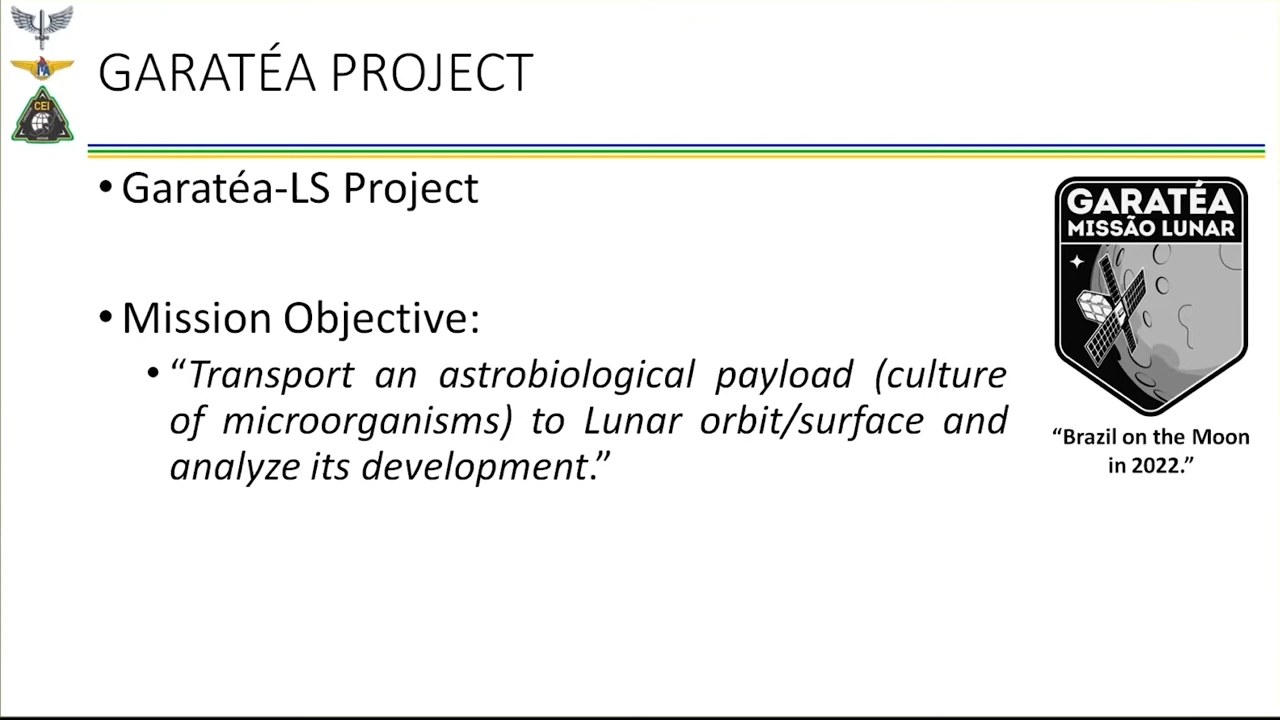 CEI
GARATÉA PROJECT
• Garatéa-LS Project
• Mission Objective:
• “Transport an astrobiological payload (culture
of microorganisms) to Lunar orbit/surface and
analyze its development.”
GARATÉA
MISSÃO LUNAR
“Brazil on the Moon
in 2022.”